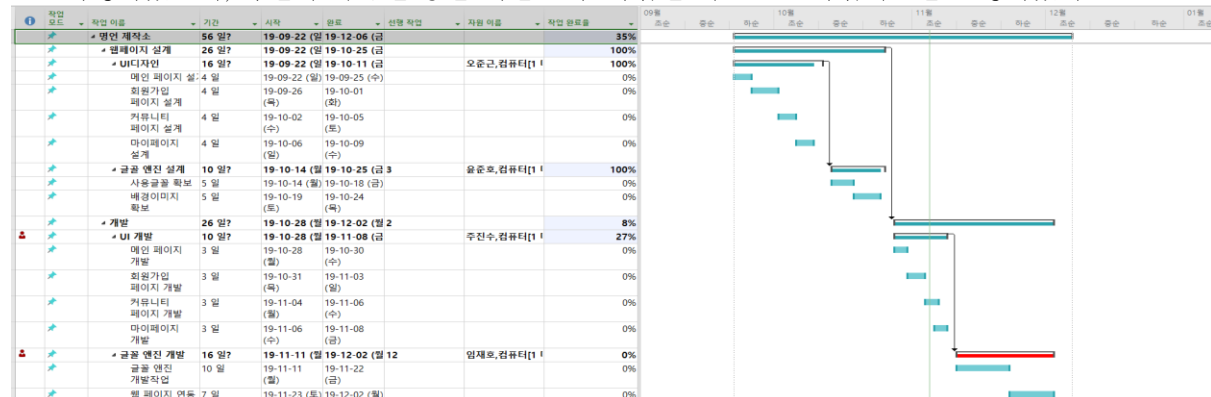 작업 모드 작업 이름 기간 시작 완료 선행 작업 자원 이름 작업 완료율 09월 10월 11월 12월 01월
초순 중순 하순 초순 중순 하순 초순 중순 하순 초순 중순 하순
명인 제작소 56 일? 19-09-22 (일 19-12-06 (금 35%
웹페이지 설계 26 일? 19-09-22 (일 19-10-25 (금 100%
UI디자인 16 일? 19-09-22 (일 19-10-11 (금 오준근,컴퓨터[1 100%
메인 페이지 설 4 일 19-09-22 (일) 19-09-25 (수) 0%
회원가입 페이지 설계 4 일 19-09-26 (목) 19-10-01 (화) 0%
커뮤니티 페이지 설계 4 일 19-10-02 (수) 19-10-05 (토) 0%
마이페이지 설계 4 일 19-10-06 (일) 19-10-09 (수) 0%
글꼴 엔진 설계 10 일? 19-10-14 (월 19-10-25 (금 3 윤준호,컴퓨터[1 100%
사용글꼴 확보 5 일 19-10-14 (월) 19-10-18 (금) 0%
배경이미지 확보 5 일 19-10-19 (토) 19-10-24 (목) 0%
개발 26 일? 19-10-28 (월 19-12-02 (월 2 8%
UI 개발 10 일? 19-10-28 (월 19-11-08 (금 주진수,컴퓨터[1 27%
메인 페이지 개발 3 일 19-10-28 (월) 19-10-30 (수) 0%
회원가입 페이지 개발 3 일 19-10-31 (목) 19-11-03 (일) 0%
커뮤니티 페이지 개발 3 일 19-11-04 (월) 19-11-06 (수) 0%
마이페이지 개발 3 일 19-11-06 (수) 19-11-08 (금) 0%
글꼴 엔진 개발 16 일? 19-11-11 (월 19-12-02 (월 12 임재호,컴퓨터[1 0%
글꼴 엔진 개발작업 10 일 19-11-11 (월) 19-11-22 (금) 0%
웹 페이지 연동 7 일 19-11-23 (토) 19-12-02 (월) 0%